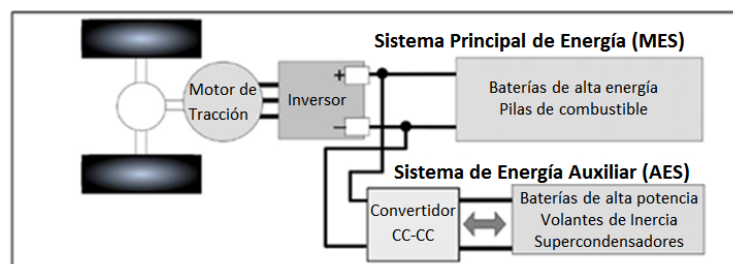 Sistema Principal de Energía (MES)
Motor de
Tracción
Inversor
+
−
Baterías de alta energía
Pilas de combustible
Sistema de Energía Auxiliar (AES)
Convertidor
CC-CC
Baterías de alta potencia
Volantes de Inercia
Supercondensadores